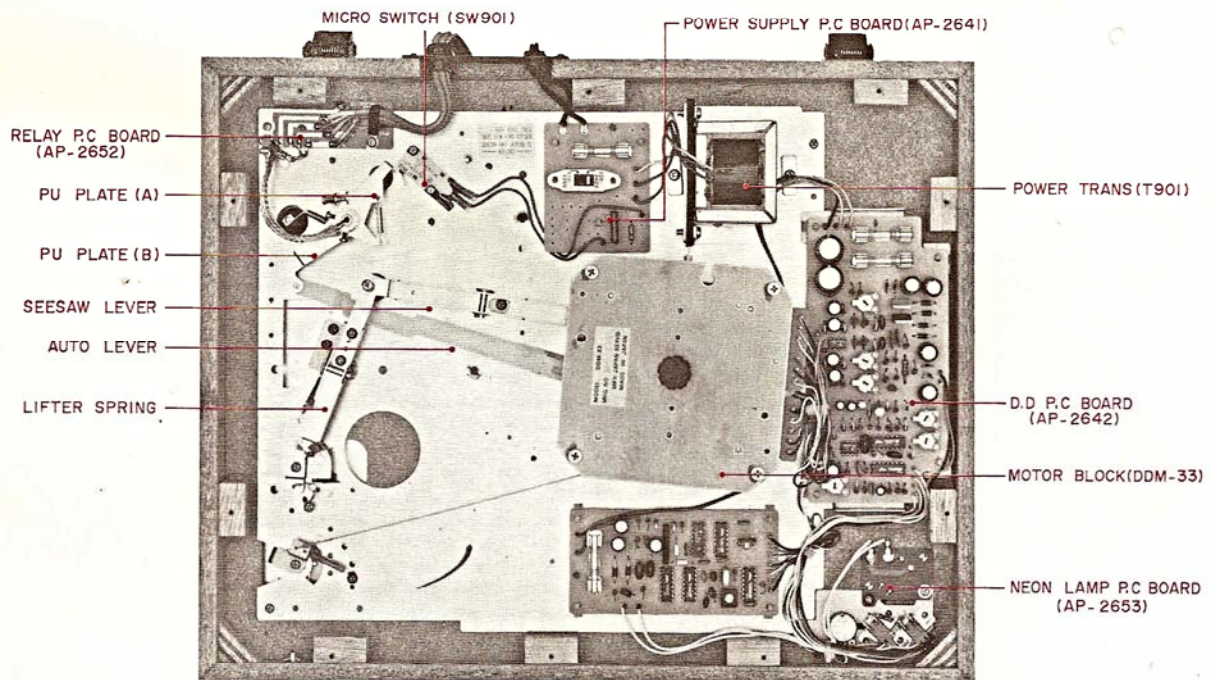 MICRO SWITCH (SW901)
POWER SUPPLY P.C BOARD(AP-2641)
RELAY P.C BOARD
(AP-2652)
PU PLATE (A)
POWER TRANS (T901)
PU PLATE (B)
SEESAW LEVER
AUTO LEVER
LIFTER SPRING
D.D P.C BOARD
(AP-2642)
MOTOR BLOCK(DDM-33)
NEON LAMP P.C BOARD
(AP-2653)